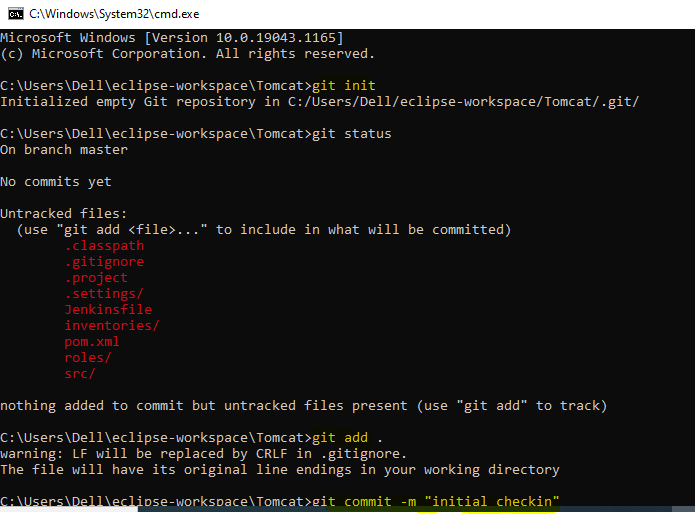 C:\Windows\System32\cmd.exe
Microsoft Windows [Version 10.0.19043.1165]
(c) Microsoft Corporation. All rights reserved.
C:\Users\Dell\eclipse-workspace\Tomcat>git init
Initialized empty Git repository in C:/Users/Dell/eclipse-workspace/Tomcat/.git/
C:\Users\Dell\eclipse-workspace\Tomcat>git status
On branch master
No commits yet
Untracked files:
  (use "git add <file>..." to include in what will be committed)
        .classpath
        .gitignore
        .project
        .settings/
        Jenkinsfile
        inventories/
        pom.xml
        roles/
        src/
nothing added to commit but untracked files present (use "git add" to track)
C:\Users\Dell\eclipse-workspace\Tomcat>git add .
warning: LF will be replaced by CRLF in .gitignore.
The file will have its original line endings in your working directory
C:\Users\Dell\eclipse-workspace\Tomcat>git commit -m "initial checkin"